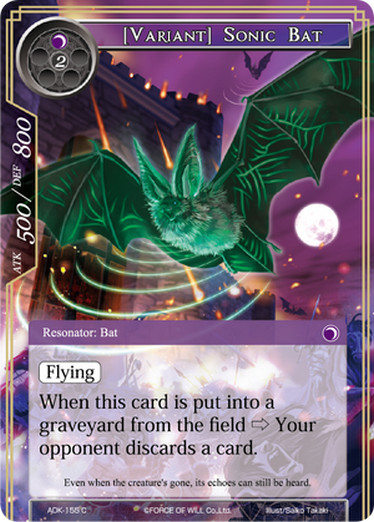 [Variant] Sonic Bat
2
ATK 500 / DEF 800
Resonator: Bat
Flying
When this card is put into a
graveyard from the field ⇨ Your
opponent discards a card.
Even when the creature's gone, its echoes can still be heard.
ADK-155 C ©FORCE OF WILL Co.,Ltd. Illust/Saiko Takaki